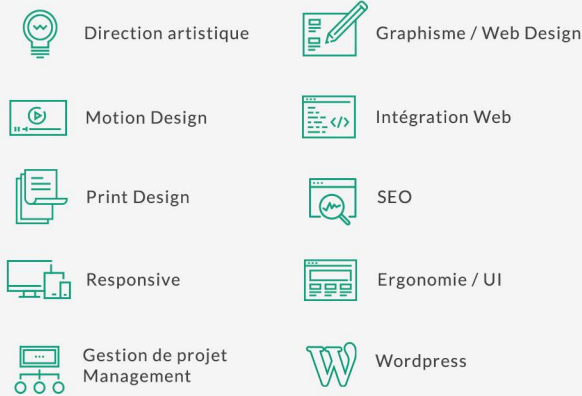 Direction artistique
Graphisme / Web Design
Motion Design
Intégration Web
Print Design
SEO
Responsive
Ergonomie / UI
Gestion de projet
Management
Wordpress